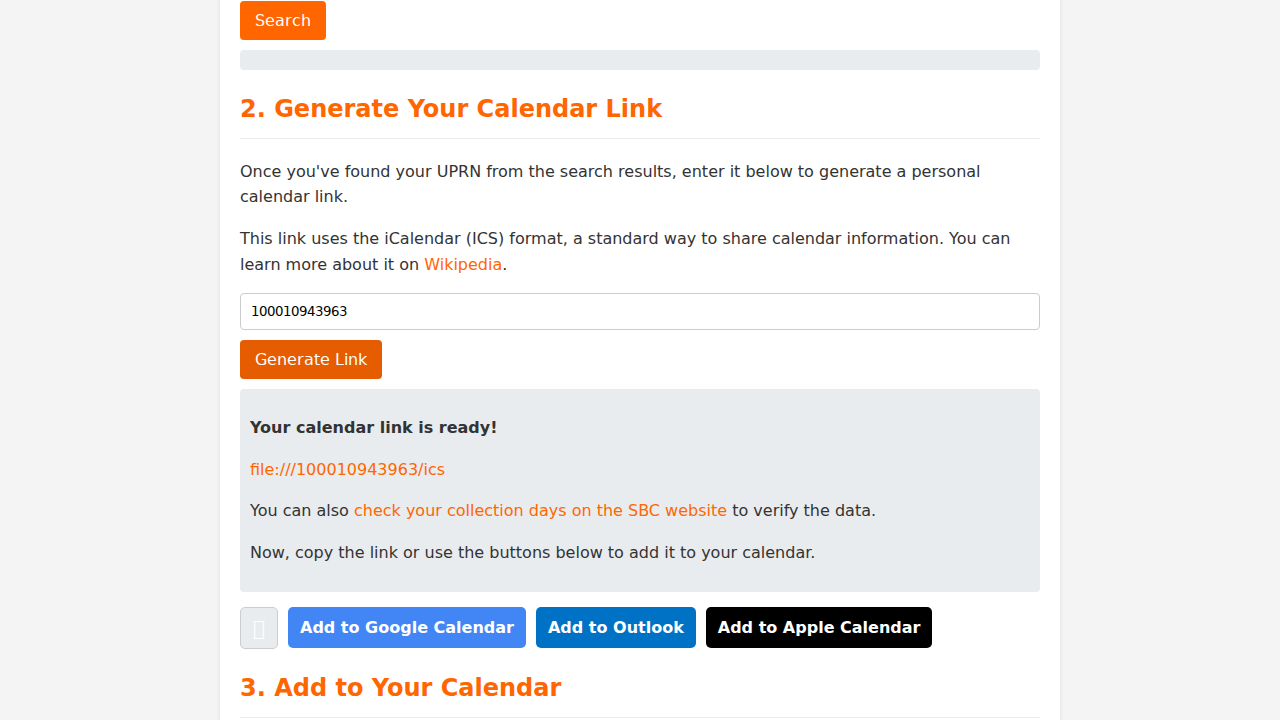 Search
2. Generate Your Calendar Link
Once you've found your UPRN from the search results, enter it below to generate a personal
calendar link.
This link uses the iCalendar (ICS) format, a standard way to share calendar information. You can
learn more about it on Wikipedia.
100010943963
Generate Link
Your calendar link is ready!
file:///100010943963/ics
You can also check your collection days on the SBC website to verify the data.
Now, copy the link or use the buttons below to add it to your calendar.
Add to Google Calendar Add to Outlook Add to Apple Calendar
3. Add to Your Calendar